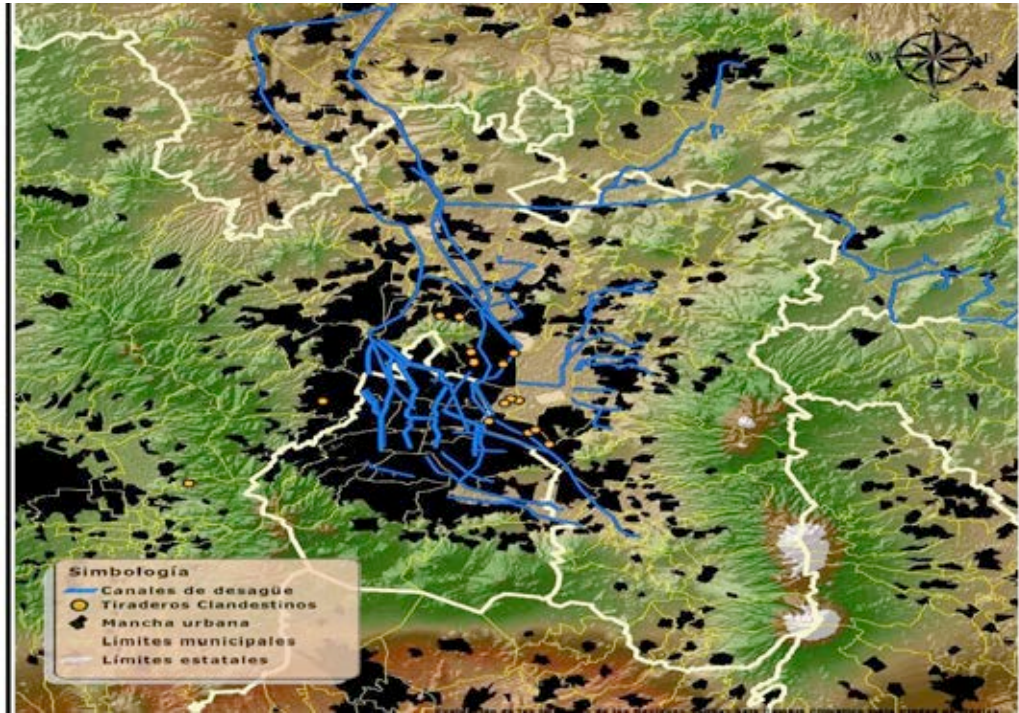 N
W
E
S
Simbología
Canales de desagüe
Tiraderos Clandestinos
Mancha urbana
Límites municipales
Límites estatales